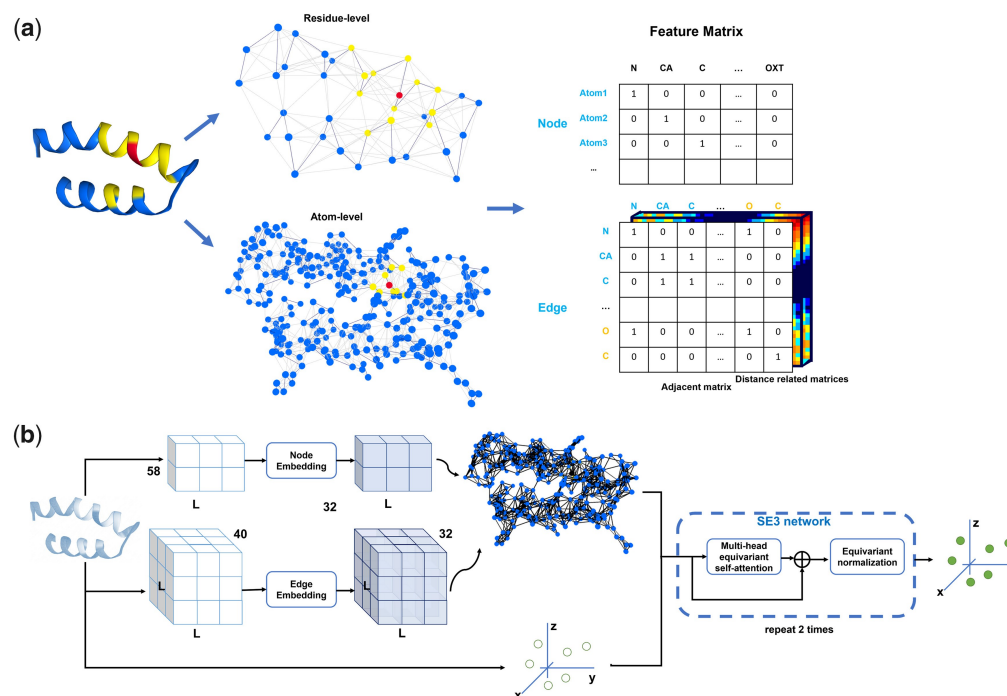 (a)
Residue-level
Atom-level
Feature Matrix
N CA C ... OXT
Node
Atom1 1 0 0 ... 0
Atom2 0 1 0 ... 0
Atom3 0 0 1 ... 0
...
N CA C ... O C
Edge
N 1 0 0 ... 1 0
CA 0 1 1 ... 0 0
C 0 1 1 ... 0 0
...
O 1 0 0 ... 1 0
C 0 0 0 ... 0 1
Adjacent matrix
Distance related matrices
(b)
58
L
Node
Embedding
32
40
L
L
Edge
Embedding
32
L
L
z
y
x
SE3 network
Multi-head
equivariant
self-attention
Equivariant
normalization
repeat 2 times
z
x